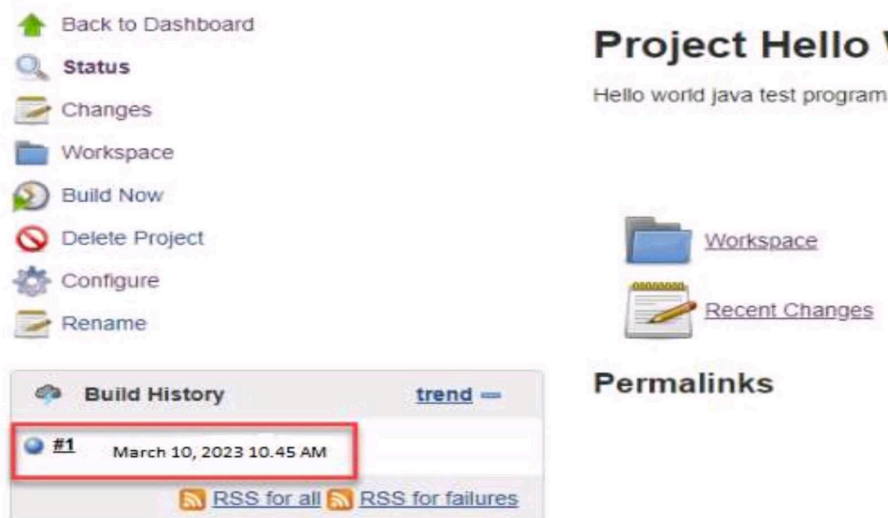 Back to Dashboard
Status
Changes
Workspace
Build Now
Delete Project
Configure
Rename
Build History trend
#1 March 10, 2023 10.45 AM
RSS for all RSS for failures
Project Hello
Hello world java test program
Workspace
Recent Changes
Permalinks